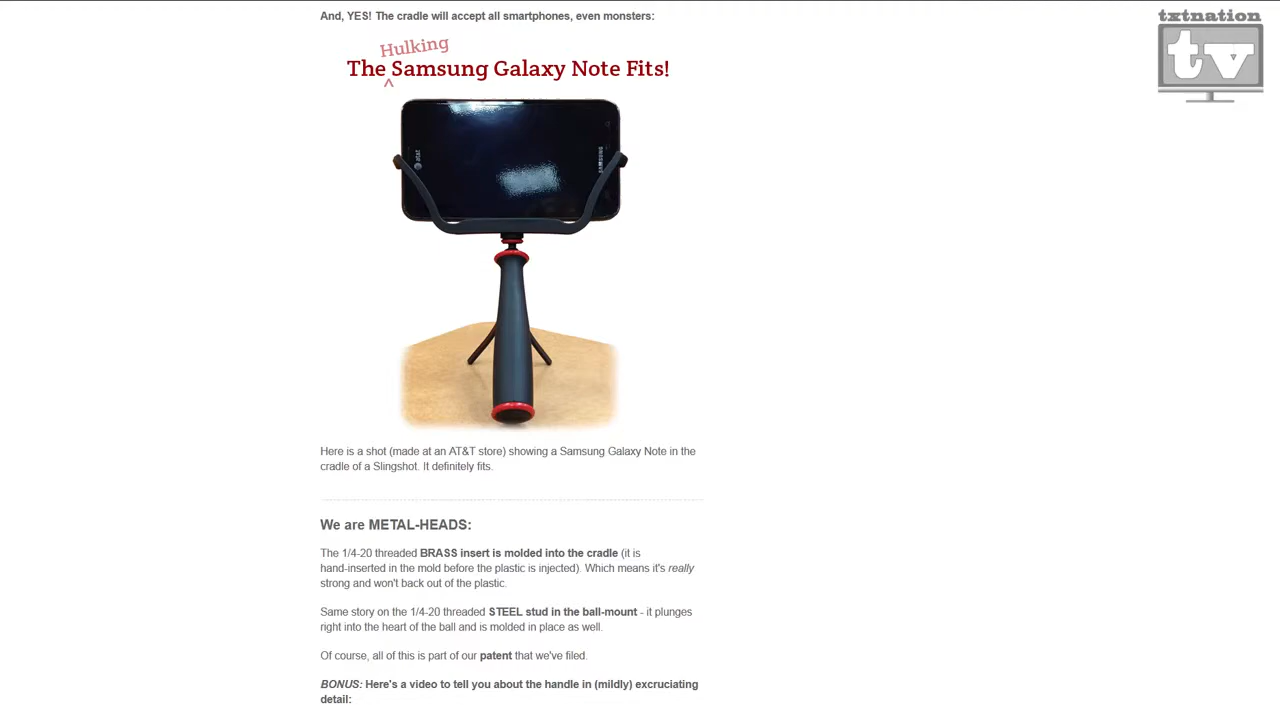 And, YES! The cradle will accept all smartphones, even monsters:
txtnation
tv
Hulking
The ^ Samsung Galaxy Note Fits!
at&t
SAMSUNG
Here is a shot (made at an AT&T store) showing a Samsung Galaxy Note in the
cradle of a Slingshot. It definitely fits.
We are METAL-HEADS:
The 1/4-20 threaded BRASS insert is molded into the cradle (it is
hand-inserted in the mold before the plastic is injected). Which means it's really
strong and won't back out of the plastic.
Same story on the 1/4-20 threaded STEEL stud in the ball-mount - it plunges
right into the heart of the ball and is molded in place as well.
Of course, all of this is part of our patent that we've filed.
BONUS: Here's a video to tell you about the handle in (mildly) excruciating
detail: